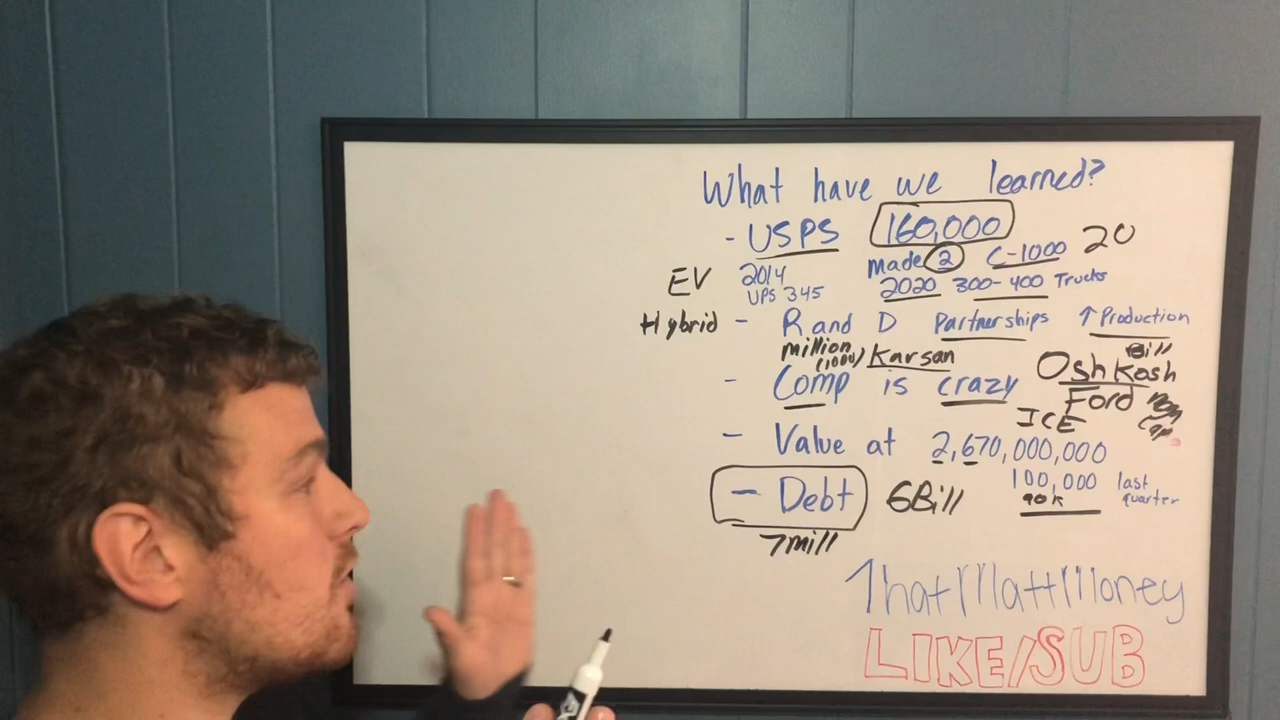 What have we learned?
- USPS 160,000
Made 2 C-1000 20
EV 2014 2020 300-400 Trucks
UPS 345
Hybrid - R and D Partnerships ↑ Production
million (1000) Karsan Bill
- Comp is crazy OshKosh
Ford
ICE
- Value at 2,670,000,000
100,000 last quarter
- Debt 6Bill 90K
7mill
ThatMattMoney
LIKE/SUB